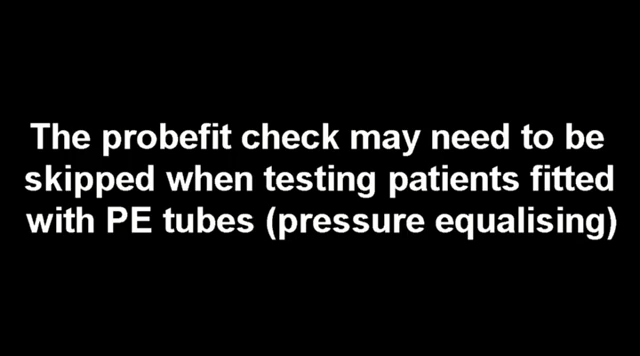 The probefit check may need to be
skipped when testing patients fitted
with PE tubes (pressure equalising)